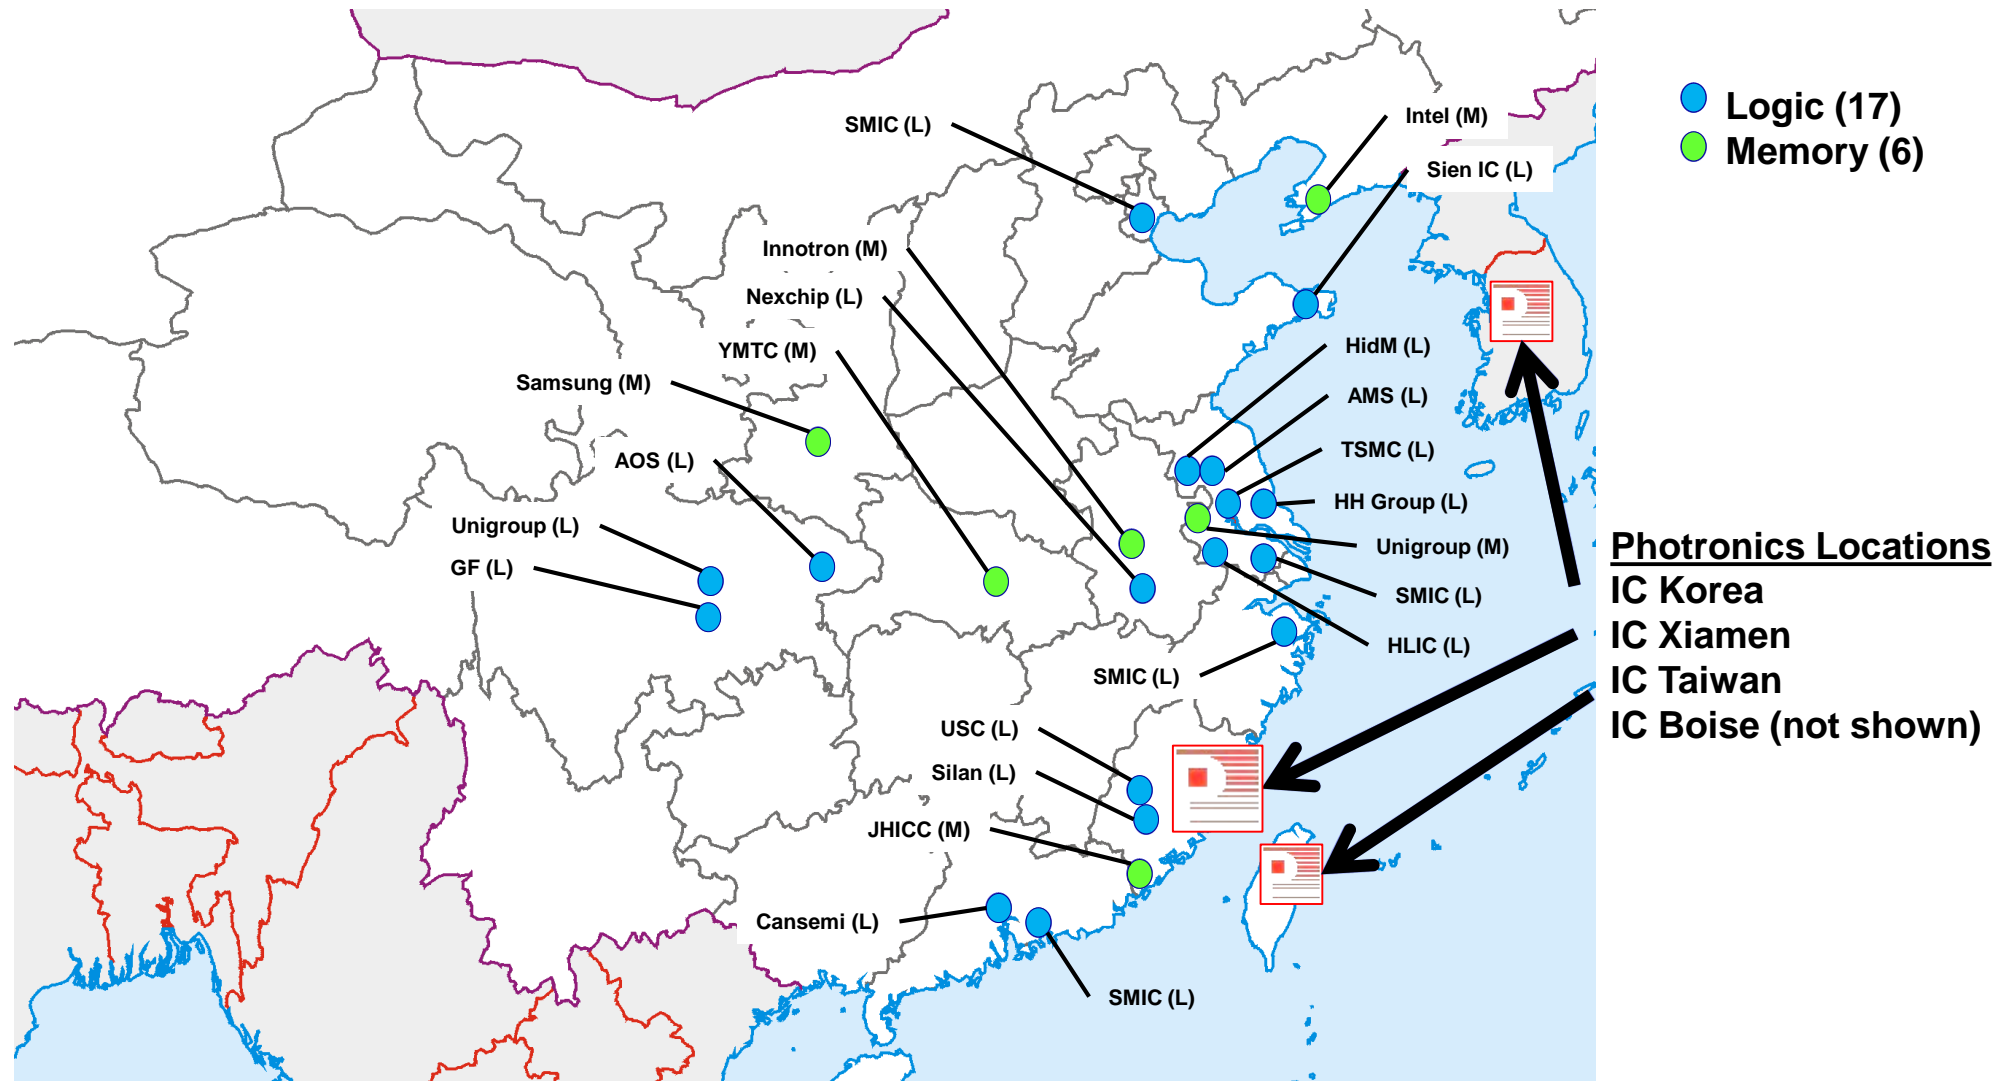 Logic (17)
Memory (6)
SMIC (L)
Intel (M)
Sien IC (L)
Innotron (M)
Nexchip (L)
YMTC (M)
HidM (L)
Samsung (M)
AMS (L)
AOS (L)
TSMC (L)
HH Group (L)
Unigroup (L)
Unigroup (M)
GF (L)
SMIC (L)
HLIC (L)
SMIC (L)
USC (L)
Silan (L)
JHICC (M)
Cansemi (L)
SMIC (L)
Photronics Locations
IC Korea
IC Xiamen
IC Taiwan
IC Boise (not shown)